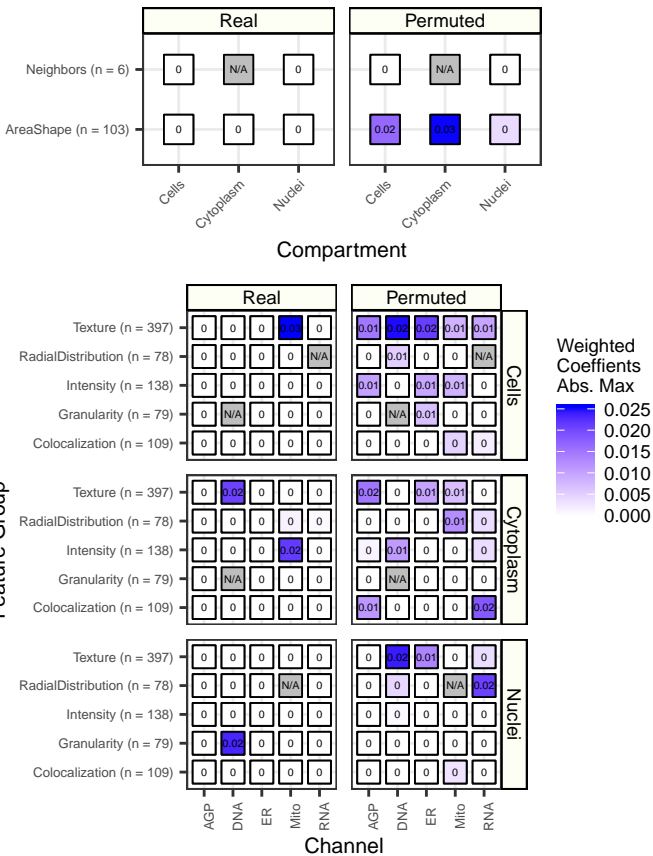 Real Permuted
Neighbors (n = 6) 0 N/A 0 0 N/A 0
AreaShape (n = 103) 0 0 0 0.02 0.03 0
Cells Cytoplasm Nuclei Cells Cytoplasm Nuclei
Compartment
Real Permuted
Texture (n = 397) 0 0 0 0.03 0 0.01 0.02 0.02 0.01 0.01
RadialDistribution (n = 78) 0 0 0 0 N/A 0 0.01 0 0 N/A
Intensity (n = 138) 0 0 0 0 0 0.01 0 0.01 0.01 0
Granularity (n = 79) 0 N/A 0 0 0 0 N/A 0.01 0 0
Colocalization (n = 109) 0 0 0 0 0 0 0 0 0 0
Cells
Texture (n = 397) 0 0.02 0 0 0 0.02 0 0.01 0.01 0
RadialDistribution (n = 78) 0 0 0 0 0 0 0 0 0.01 0
Intensity (n = 138) 0 0 0 0.02 0 0 0.01 0 0 0
Granularity (n = 79) 0 N/A 0 0 0 0 N/A 0 0 0
Colocalization (n = 109) 0 0 0 0 0 0.01 0 0 0 0.02
Cytoplasm
Texture (n = 397) 0 0 0 0 0 0 0.02 0.01 0 0
RadialDistribution (n = 78) 0 0 0 N/A 0 0 0 0 N/A 0.02
Intensity (n = 138) 0 0 0 0 0 0 0 0 0 0
Granularity (n = 79) 0 0.02 0 0 0 0 0 0 0 0
Colocalization (n = 109) 0 0 0 0 0 0 0 0 0 0
Nuclei
AGP DNA ER Mito RNA AGP DNA ER Mito RNA
Channel
Weighted
Coeffients
Abs. Max
0.025
0.020
0.015
0.010
0.005
0.000